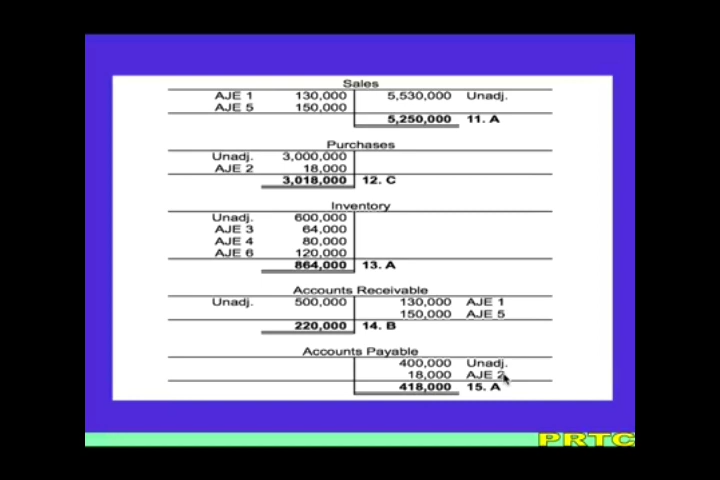 Sales
AJE 1 130,000 5,530,000 Unadj.
AJE 5 150,000
5,250,000 11. A
Purchases
Unadj. 3,000,000
AJE 2 18,000
3,018,000 12. C
Inventory
Unadj. 600,000
AJE 3 64,000
AJE 4 80,000
AJE 6 120,000
864,000 13. A
Accounts Receivable
Unadj. 500,000 130,000 AJE 1
150,000 AJE 5
220,000 14. B
Accounts Payable
400,000 Unadj.
18,000 AJE 2
418,000 15. A
PRTC